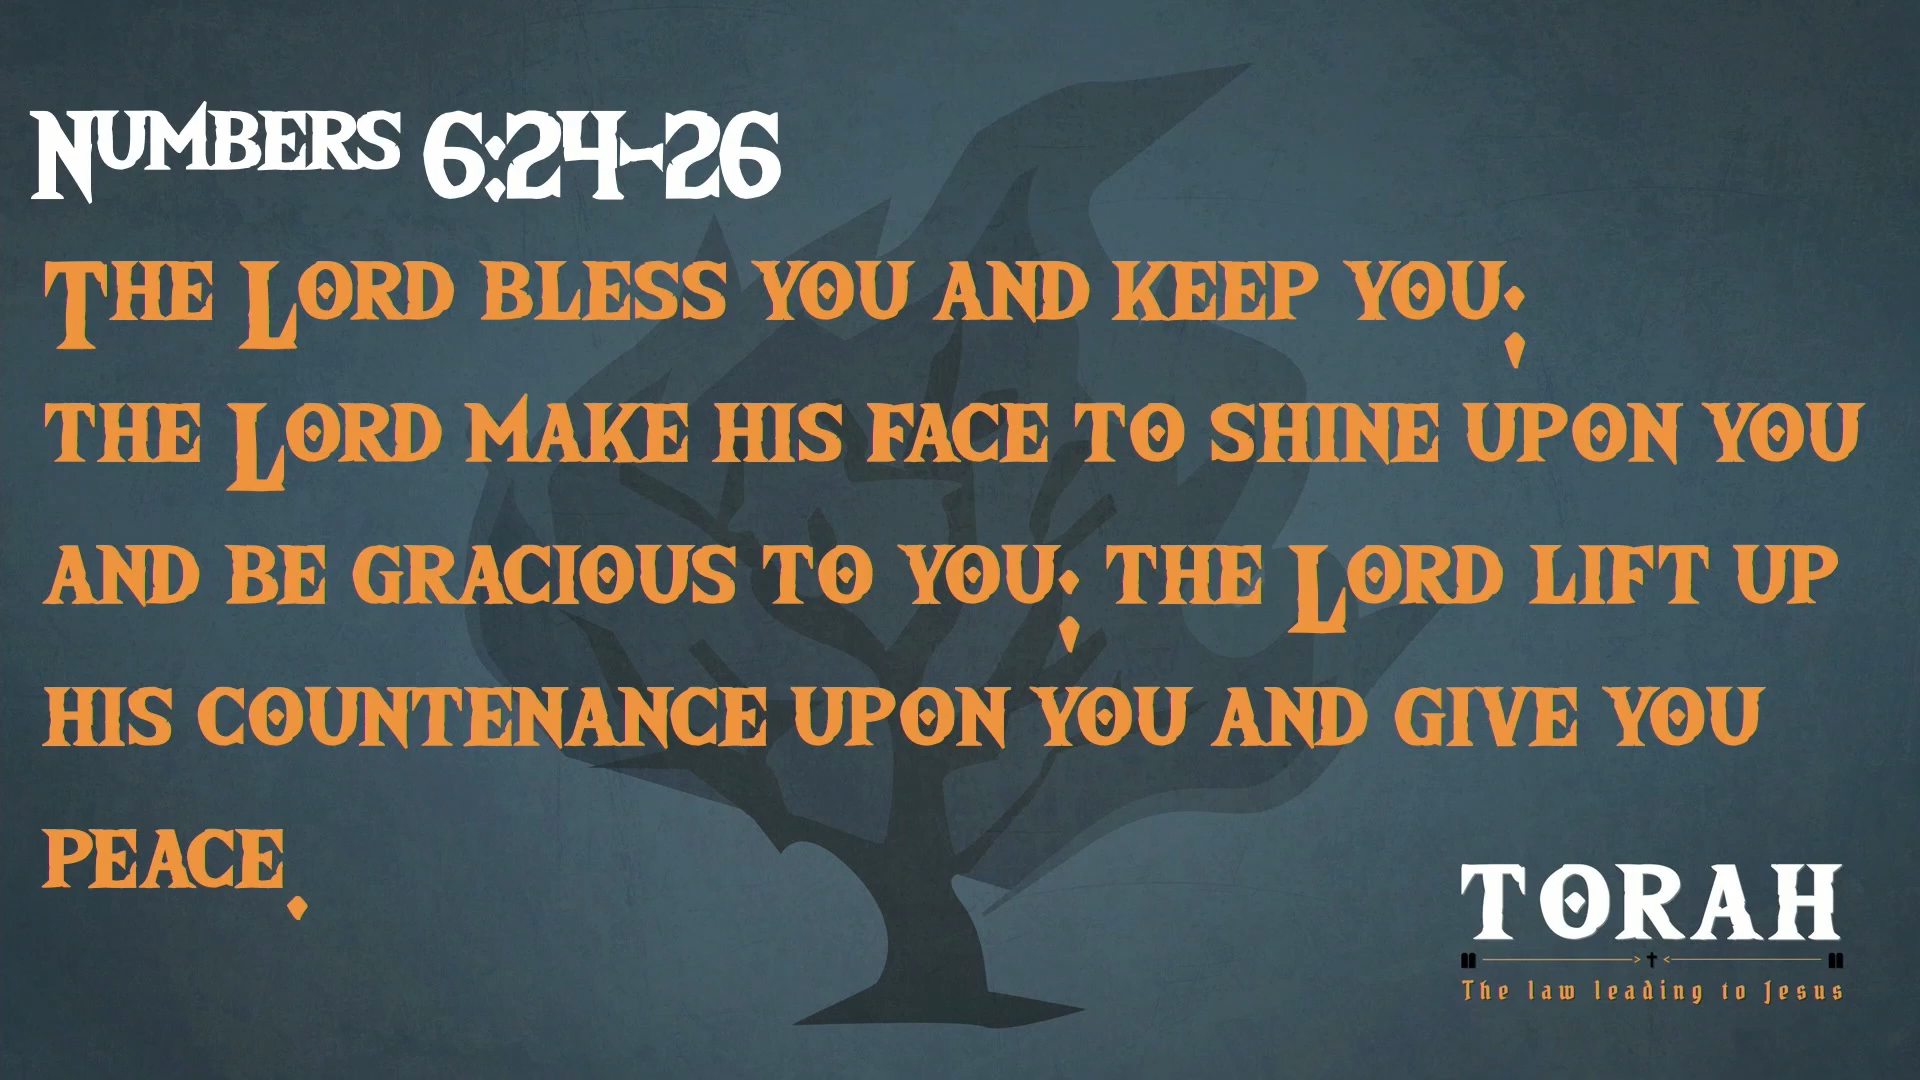 Numbers 6:24-26
The Lord bless you and keep you;
the Lord make his face to shine upon you
and be gracious to you; the Lord lift up
his countenance upon you and give you
peace.
TORAH
The law leading to Jesus